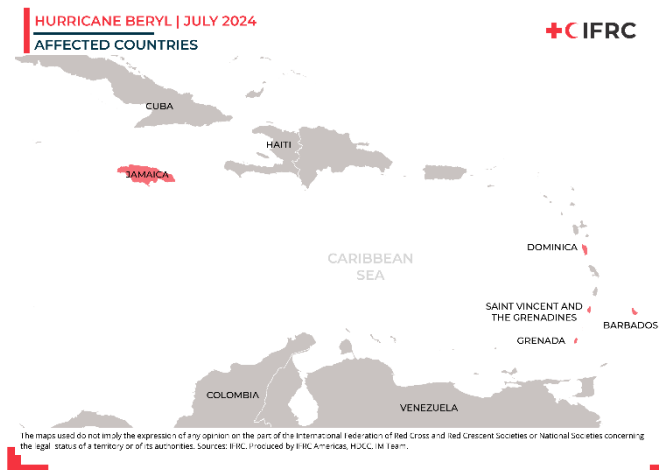 HURRICANE BERYL | JULY 2024
AFFECTED COUNTRIES
IFRC
CUBA
HAITI
JAMAICA
DOMINICA
CARIBBEAN
SEA
SAINT VINCENT AND
THE GRENADINES
BARBADOS
GRENADA
COLOMBIA
VENEZUELA
The maps used do not imply the expression of any opinion on the part of the International Federation of Red Cross and Red Crescent Societies or National Societies concerning
the legal status of a territory or of its authorities. Sources: IFRC. Produced by IFRC Americas, HDCC. IM Team.